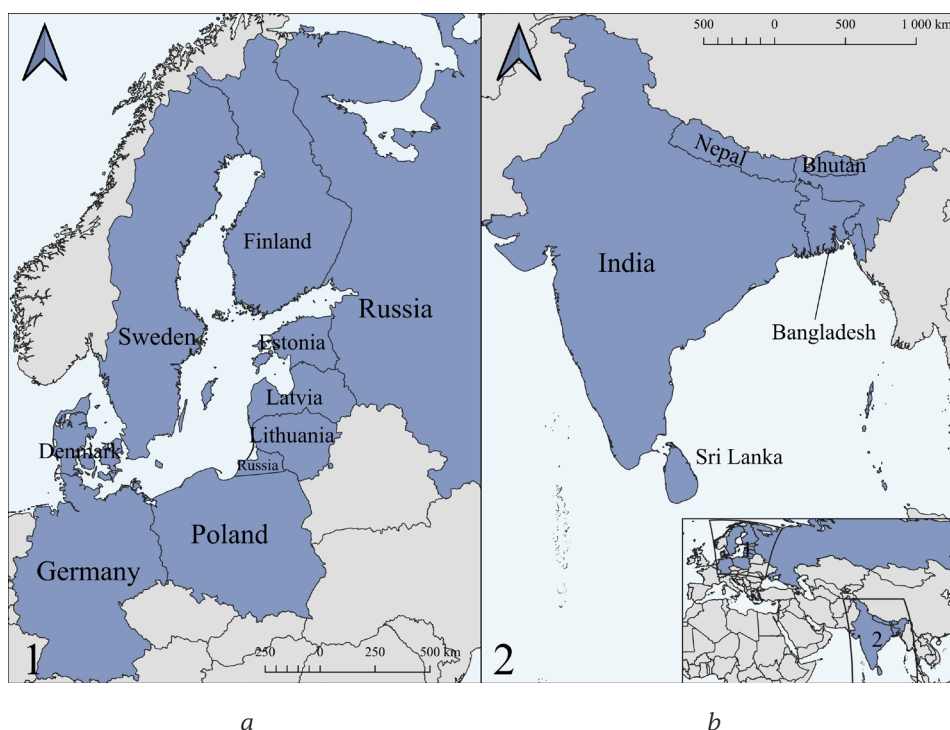 Finland
Russia
Sweden
Estonia
Latvia
Lithuania
Denmark
Russia
Poland
Germany
1
250 0 250 500 km
a
500 0 500 1 000 km
Nepal
Bhutan
India
Bangladesh
Sri Lanka
2
1
2
b